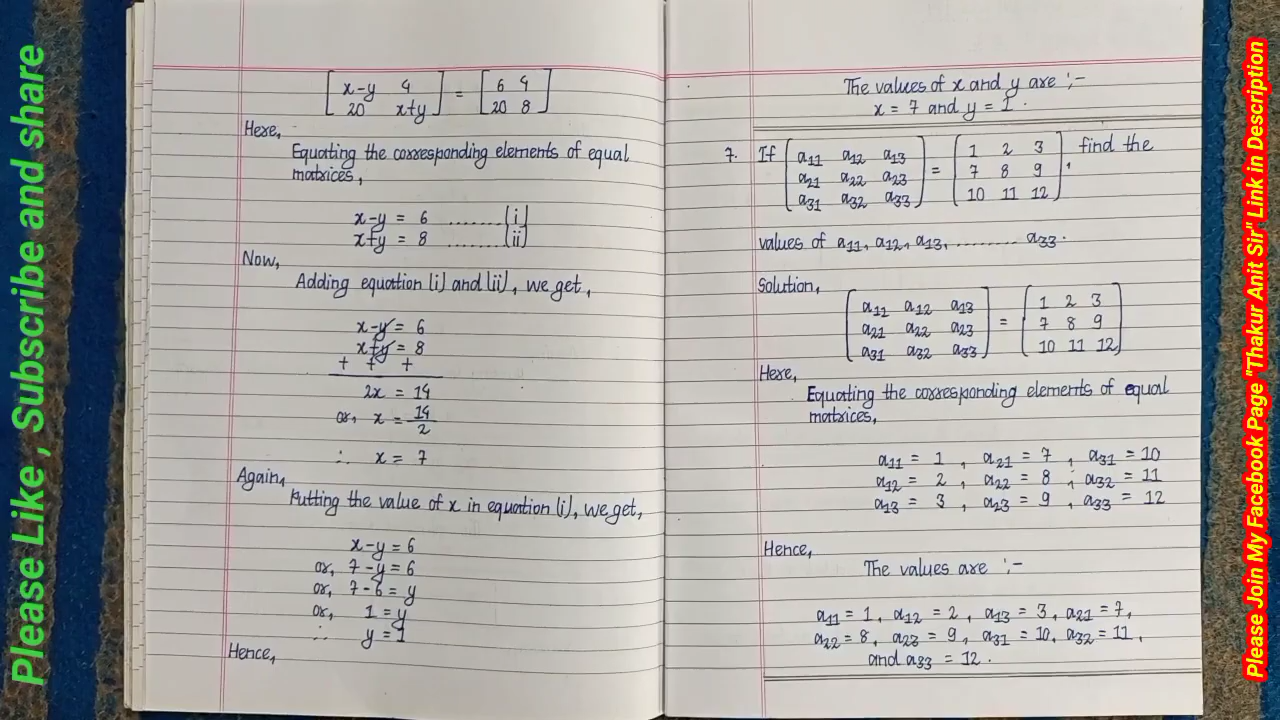 Please Like , Subscribe and share
[ x-y 4 ] = [ 6 4 ]
[ 20 x+y ] [ 20 8 ]
Here,
Equating the corresponding elements of equal
matrices,
x-y = 6 ........(i)
x+y = 8 ........(ii)
Now,
Adding equation (i) and (ii), we get,
x-y = 6
x+y = 8
+ + +
2x = 14
or, x = 14/2
∴ x = 7
Again,
Putting the value of x in equation (i), we get,
x-y = 6
or, 7-y = 6
or, 7-6 = y
or, 1 = y
∴ y = 1
Hence,
The values of x and y are :-
x = 7 and y = 1.
7. If [ a11 a12 a13 ] = [ 1 2 3 ] , find the
[ a21 a22 a23 ] [ 7 8 9 ]
[ a31 a32 a33 ] [ 10 11 12 ]
values of a11, a12, a13, .......... a33.
Solution,
[ a11 a12 a13 ] = [ 1 2 3 ]
[ a21 a22 a23 ] [ 7 8 9 ]
[ a31 a32 a33 ] [ 10 11 12 ]
Here,
Equating the corresponding elements of equal
matrices,
a11 = 1 , a21 = 7 , a31 = 10
a12 = 2 , a22 = 8 , a32 = 11
a13 = 3 , a23 = 9 , a33 = 12
Hence,
The values are :-
a11 = 1, a12 = 2, a13 = 3, a21 = 7,
a22 = 8, a23 = 9, a31 = 10, a32 = 11,
and a33 = 12.
Please Join My Facebook Page "Thakur Anit Sir" Link in Description